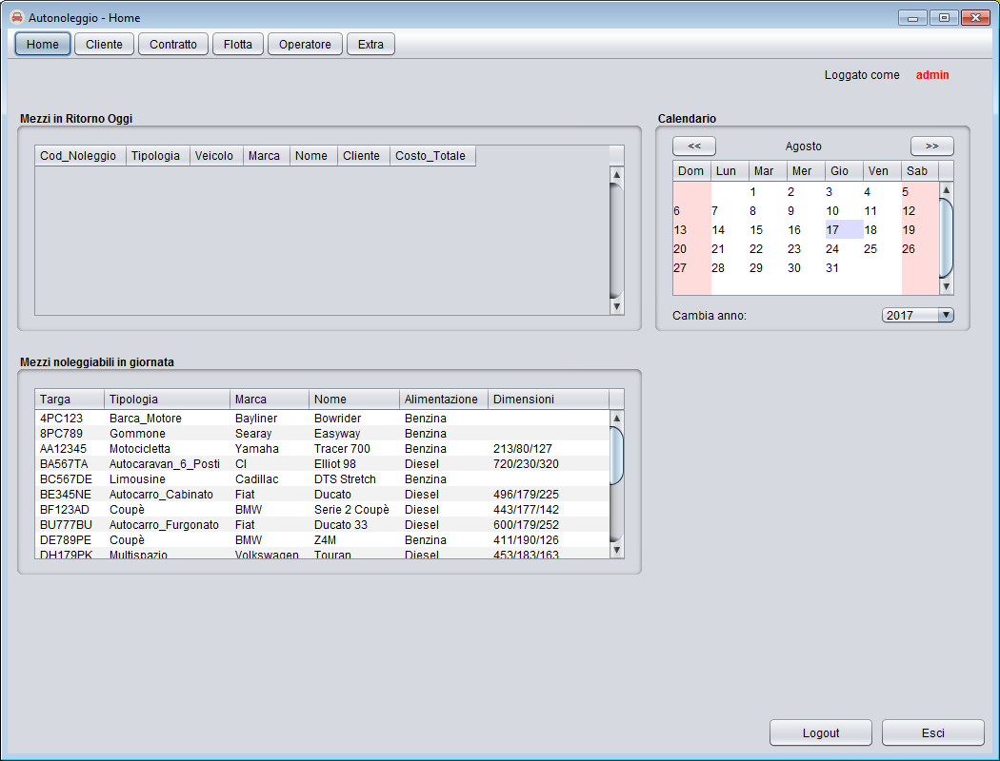 Autonoleggio - Home
Home Cliente Contratto Flotta Operatore Extra
Loggato come admin
Mezzi in Ritorno Oggi
Cod_Noleggio Tipologia Veicolo Marca Nome Cliente Costo_Totale
Calendario
<< Agosto >>
Dom Lun Mar Mer Gio Ven Sab
1 2 3 4 5
6 7 8 9 10 11 12
13 14 15 16 17 18 19
20 21 22 23 24 25 26
27 28 29 30 31
Cambia anno: 2017
Mezzi noleggiabili in giornata
Targa Tipologia Marca Nome Alimentazione Dimensioni
4PC123 Barca_Motore Bayliner Bowrider Benzina
8PC789 Gommone Searay Easyway Benzina
AA12345 Motocicletta Yamaha Tracer 700 Benzina 213/80/127
BA567TA Autocaravan_6_Posti CI Elliot 98 Diesel 720/230/320
BC567DE Limousine Cadillac DTS Stretch Benzina
BE345NE Autocarro_Cabinato Fiat Ducato Diesel 496/179/225
BF123AD Coupè BMW Serie 2 Coupè Diesel 443/177/142
BU777BU Autocarro_Furgonato Fiat Ducato 33 Diesel 600/179/252
DE789PE Coupè BMW Z4M Benzina 411/190/126
DH179PK Multispazio Volkswagen Touran Diesel 453/183/163
Logout Esci